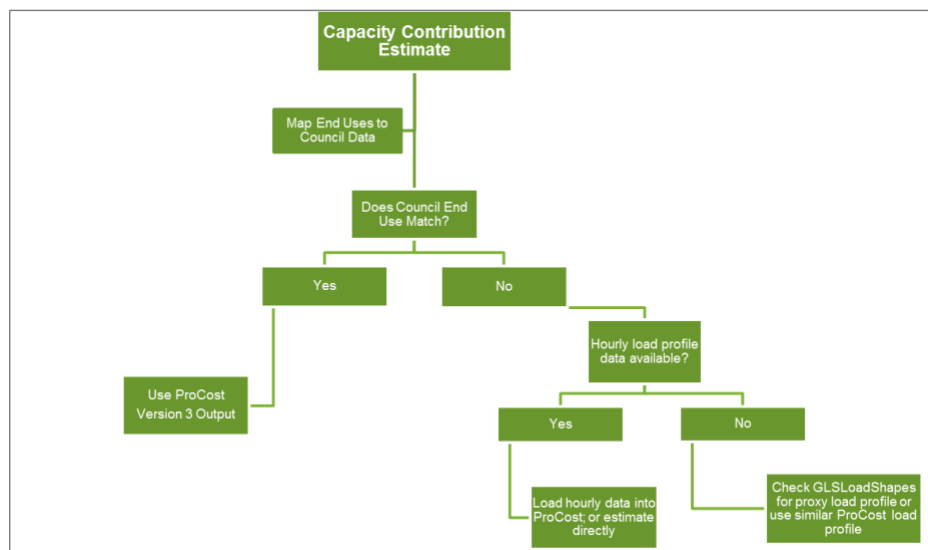 Capacity Contribution
Estimate
Map End Uses to
Council Data
Does Council End
Use Match?
Yes
No
Hourly load profile
data available?
Use ProCost
Version 3 Output
Yes
No
Load hourly data into
ProCost; or estimate
directly
Check GLSLoadShapes
for proxy load profile or
use similar ProCost load
profile